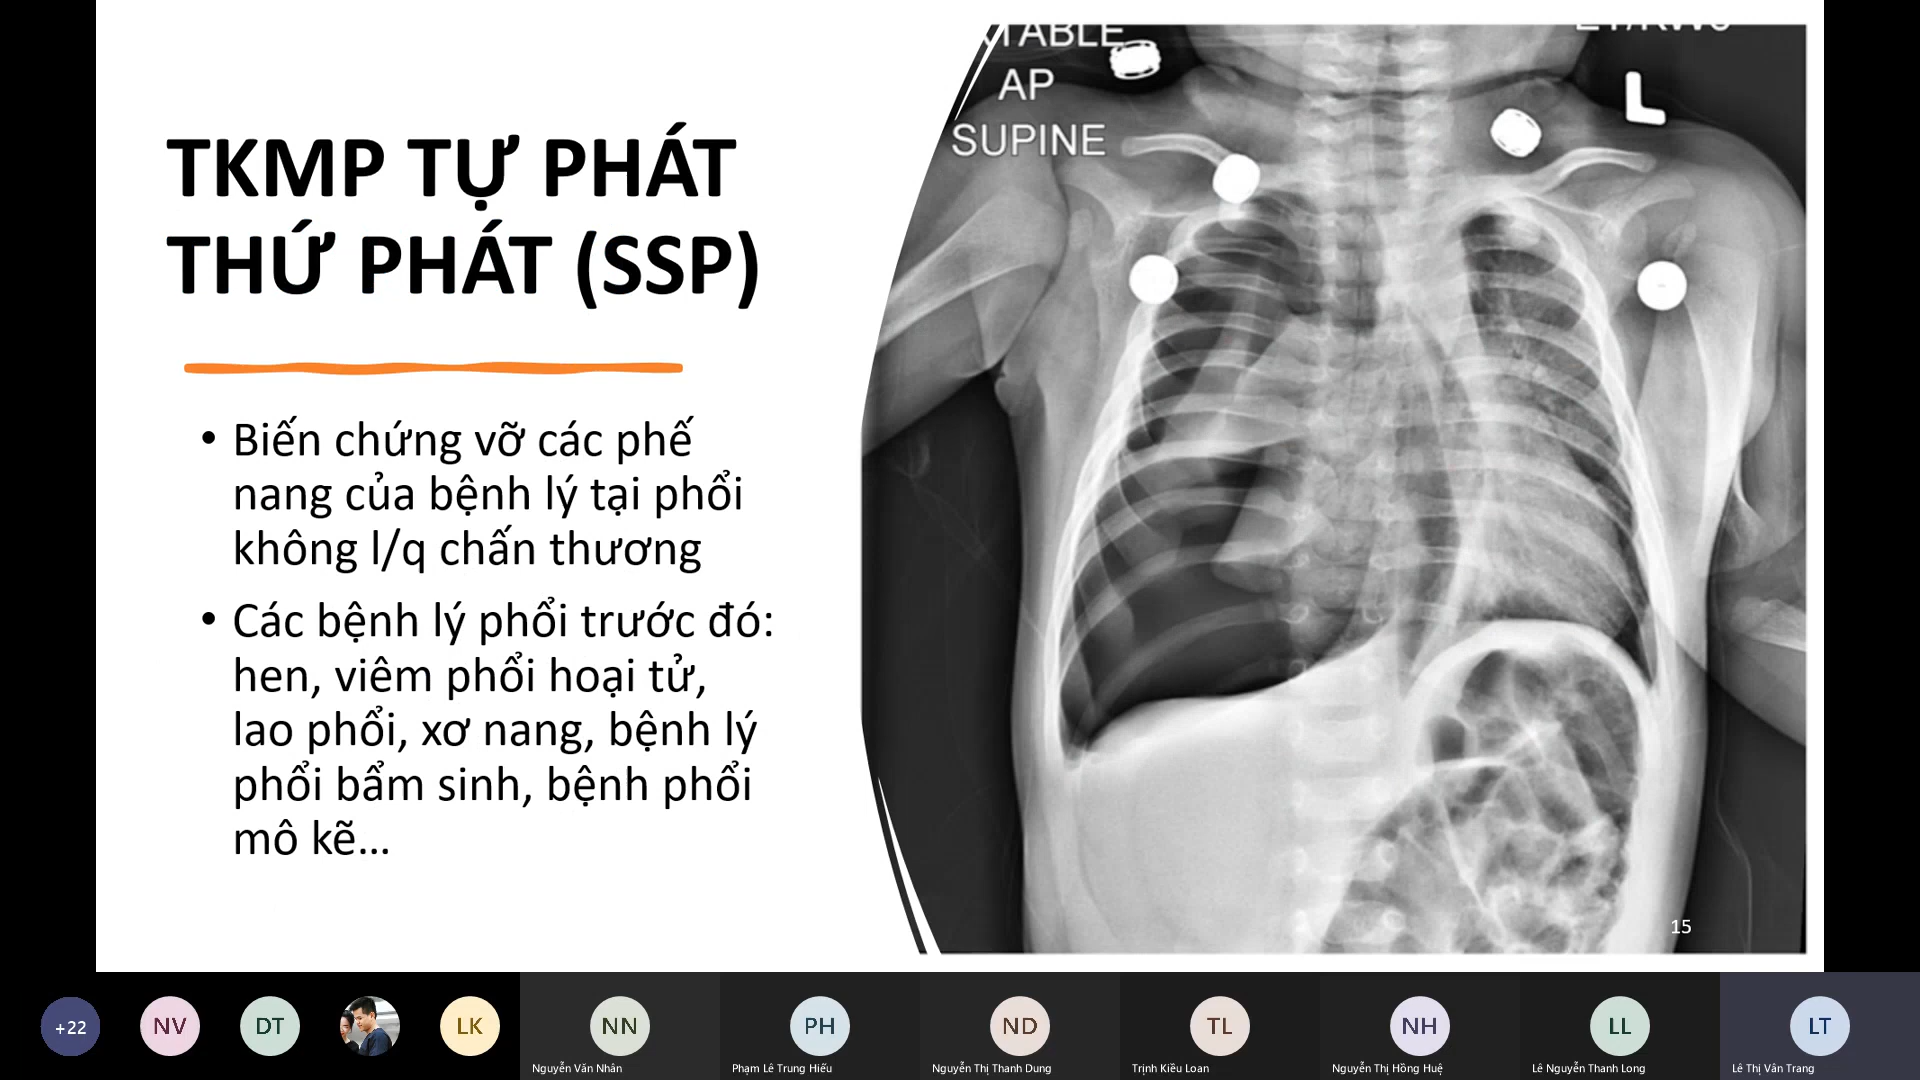 TKMP TỰ PHÁT
THỨ PHÁT (SSP)
• Biến chứng vỡ các phế
nang của bệnh lý tại phổi
không l/q chấn thương
• Các bệnh lý phổi trước đó:
hen, viêm phổi hoại tử,
lao phổi, xơ nang, bệnh lý
phổi bẩm sinh, bệnh phổi
mô kẽ...
AP
SUPINE
L
15
+22
NV
DT
LK
NN
PH
ND
TL
NH
LL
LT
Nguyễn Văn Nhân
Phạm Lê Trung Hiếu
Nguyễn Thị Thanh Dung
Trịnh Kiều Loan
Nguyễn Thị Hồng Huệ
Lê Nguyễn Thanh Long
Lê Thị Vân Trang